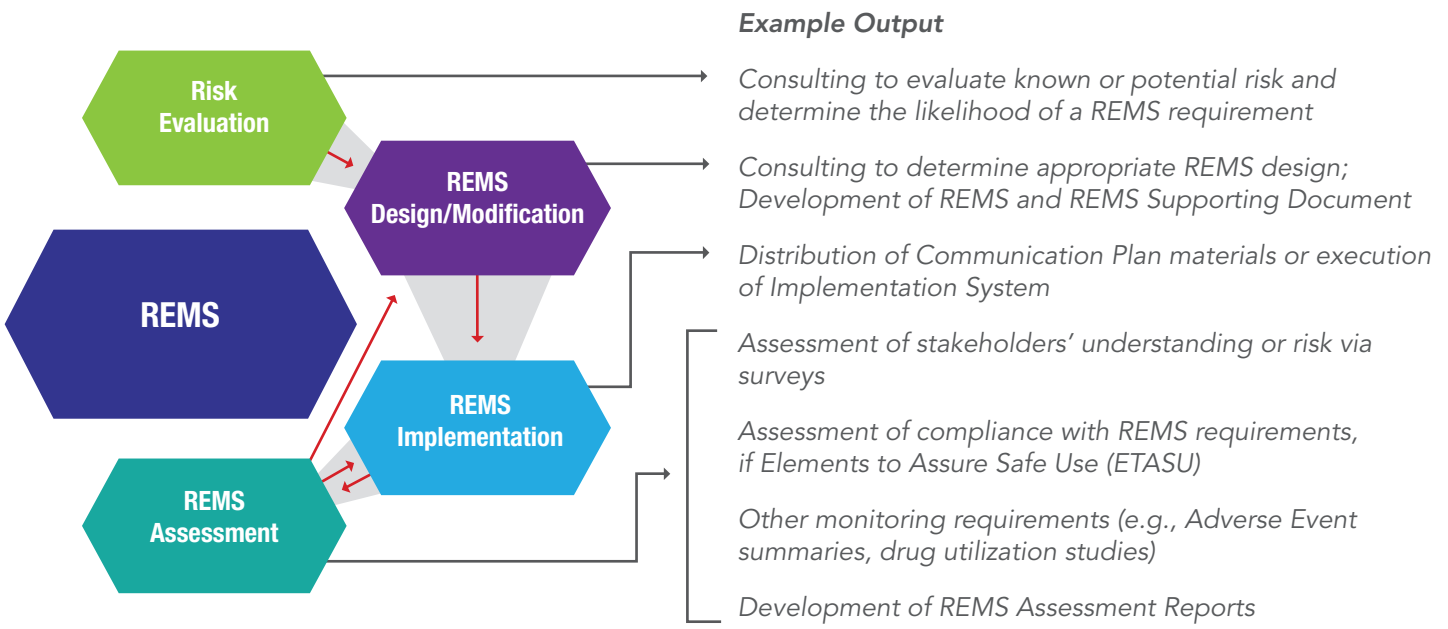 Example Output
Risk
Evaluation
Consulting to evaluate known or potential risk and
determine the likelihood of a REMS requirement
REMS
Design/Modification
Consulting to determine appropriate REMS design;
Development of REMS and REMS Supporting Document
REMS
Distribution of Communication Plan materials or execution
of Implementation System
REMS
Implementation
Assessment of stakeholders’ understanding or risk via
surveys
Assessment of compliance with REMS requirements,
if Elements to Assure Safe Use (ETASU)
REMS
Assessment
Other monitoring requirements (e.g., Adverse Event
summaries, drug utilization studies)
Development of REMS Assessment Reports